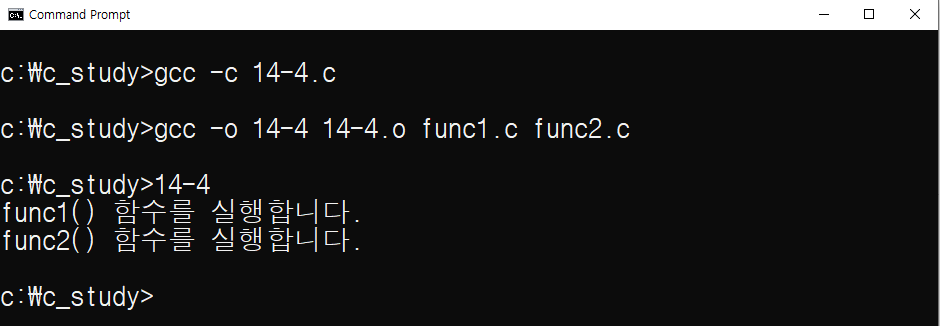 Command Prompt
c:₩c_study>gcc -c 14-4.c
c:₩c_study>gcc -o 14-4 14-4.o func1.c func2.c
c:₩c_study>14-4
func1() 함수를 실행합니다.
func2() 함수를 실행합니다.
c:₩c_study>